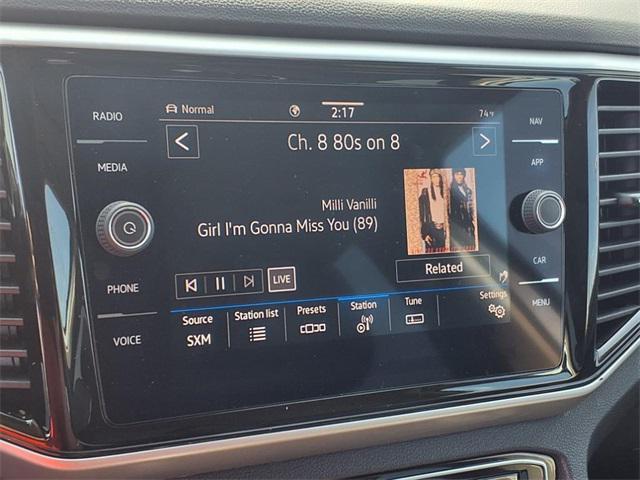 RADIO
MEDIA
PHONE
VOICE
Normal
2:17
74°F
Ch. 8 80s on 8
Milli Vanilli
Girl I'm Gonna Miss You (89)
Related
LIVE
Source
SXM
Station list
Presets
Station
Tune
Settings
NAV
APP
CAR
MENU